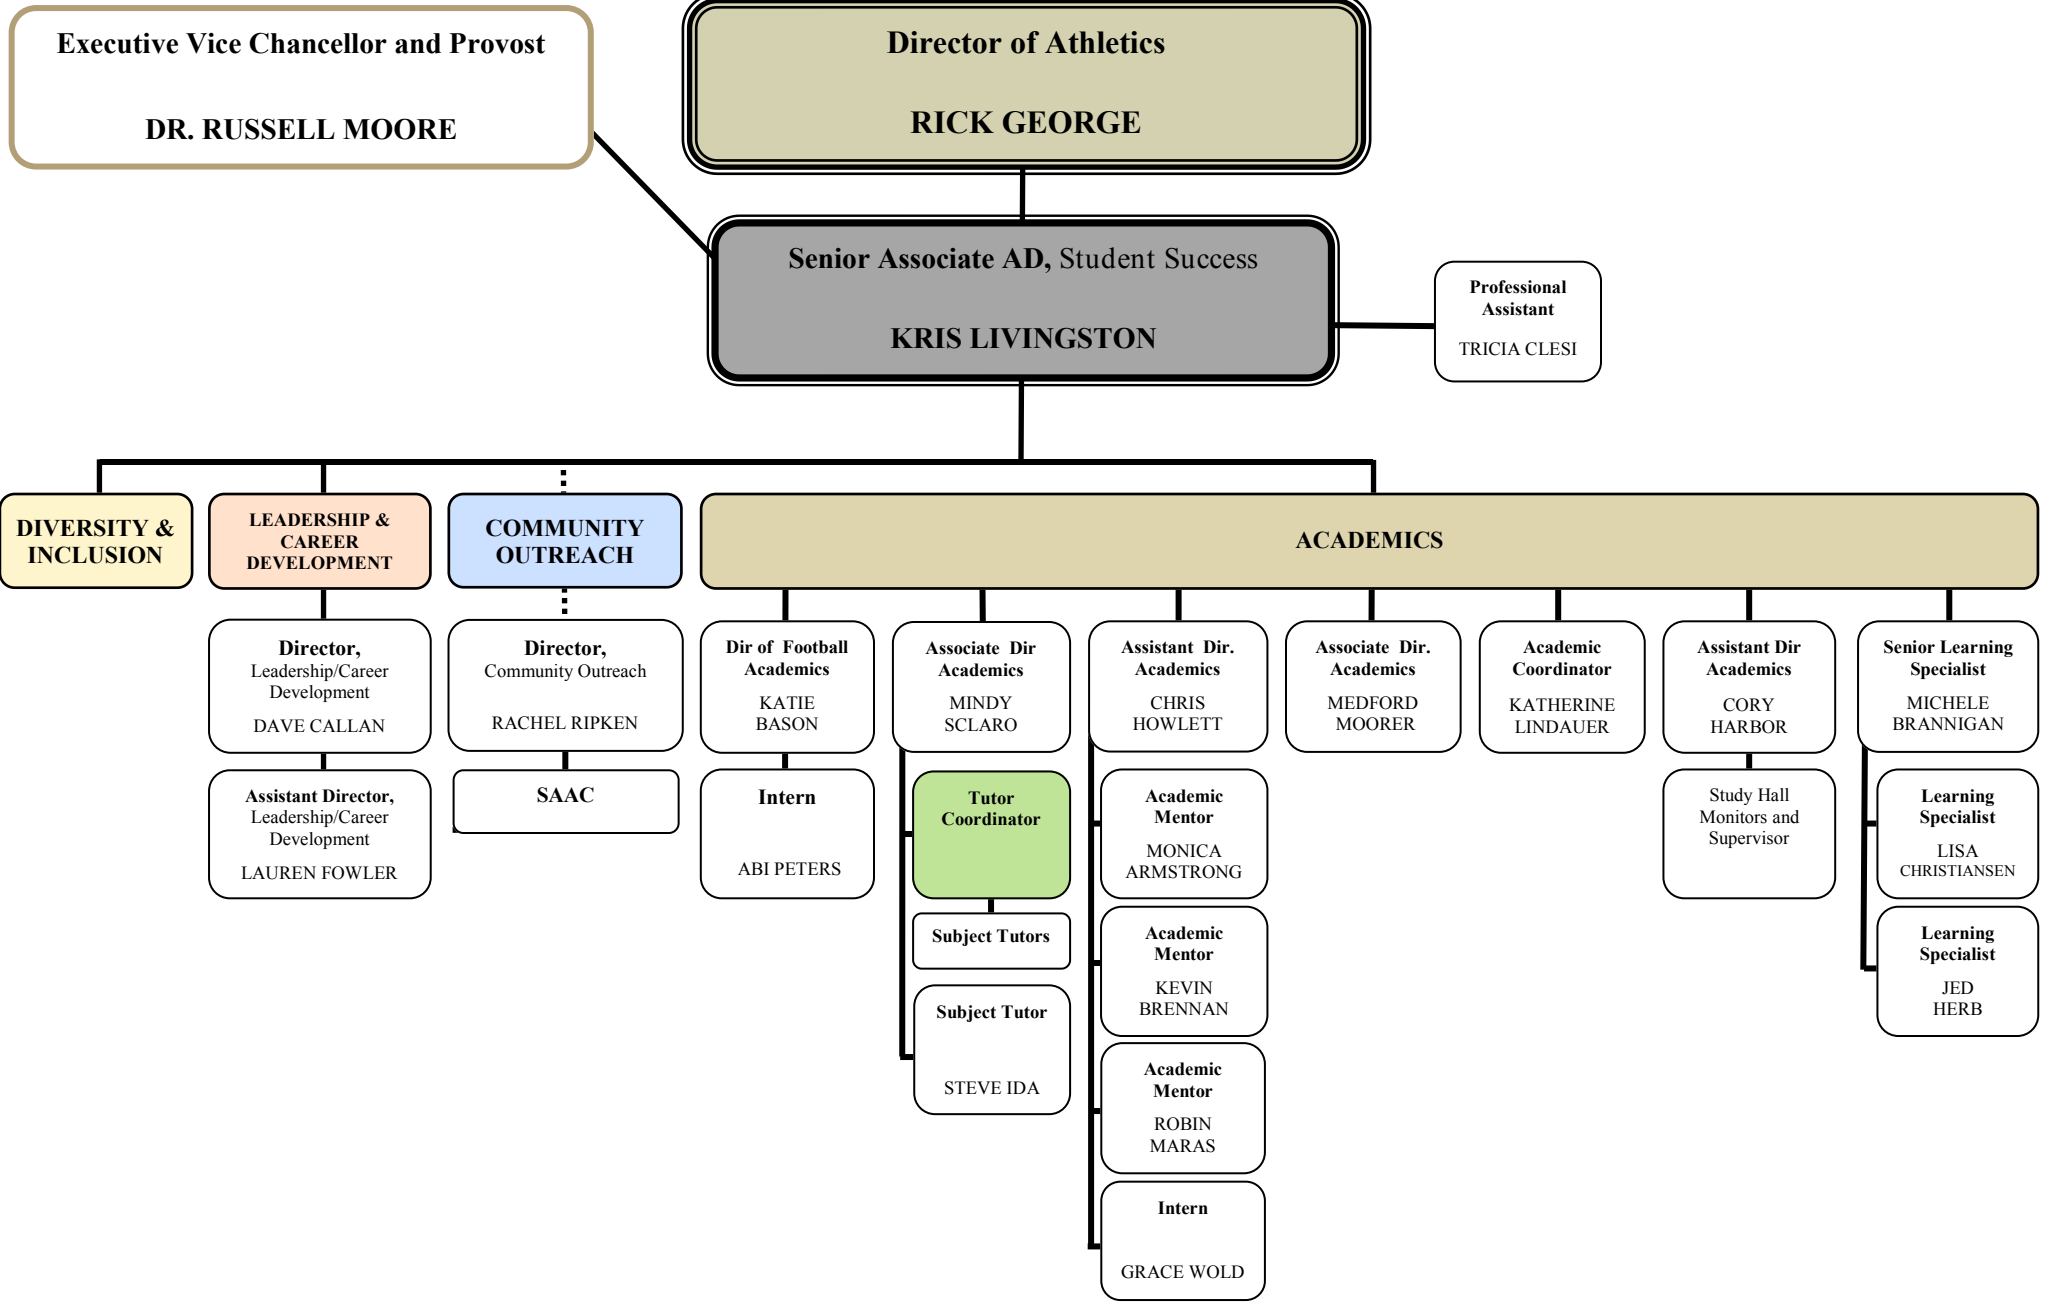 Executive Vice Chancellor and Provost
DR. RUSSELL MOORE
Director of Athletics
RICK GEORGE
Senior Associate AD, Student Success
KRIS LIVINGSTON
Professional
Assistant
TRICIA CLESI
DIVERSITY &
INCLUSION
LEADERSHIP &
CAREER
DEVELOPMENT
COMMUNITY
OUTREACH
ACADEMICS
Director,
Leadership/Career
Development
DAVE CALLAN
Assistant Director,
Leadership/Career
Development
LAUREN FOWLER
Director,
Community Outreach
RACHEL RIPKEN
SAAC
Dir of Football
Academics
KATIE
BASON
Intern
ABI PETERS
Associate Dir
Academics
MINDY
SCLARO
Tutor
Coordinator
Subject Tutors
Subject Tutor
STEVE IDA
Assistant Dir.
Academics
CHRIS
HOWLETT
Academic
Mentor
MONICA
ARMSTRONG
Academic
Mentor
KEVIN
BRENNAN
Academic
Mentor
ROBIN
MARAS
Intern
GRACE WOLD
Associate Dir.
Academics
MEDFORD
MOORER
Academic
Coordinator
KATHERINE
LINDAUER
Assistant Dir
Academics
CORY
HARBOR
Study Hall
Monitors and
Supervisor
Senior Learning
Specialist
MICHELE
BRANNIGAN
Learning
Specialist
LISA
CHRISTIANSEN
Learning
Specialist
JED
HERB